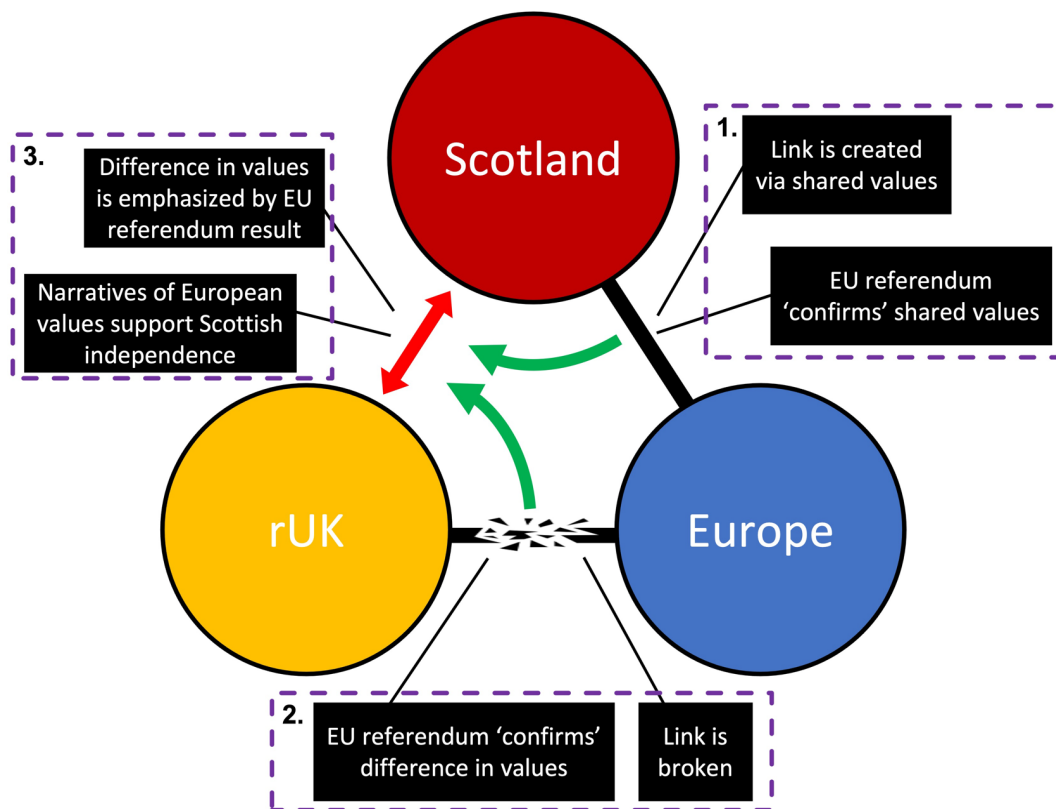 Scotland
1.
Link is created
via shared values
EU referendum
‘confirms’ shared values
3.
Difference in values
is emphasized by EU
referendum result
Narratives of European
values support Scottish
independence
rUK
Europe
2.
EU referendum ‘confirms’
difference in values
Link is
broken